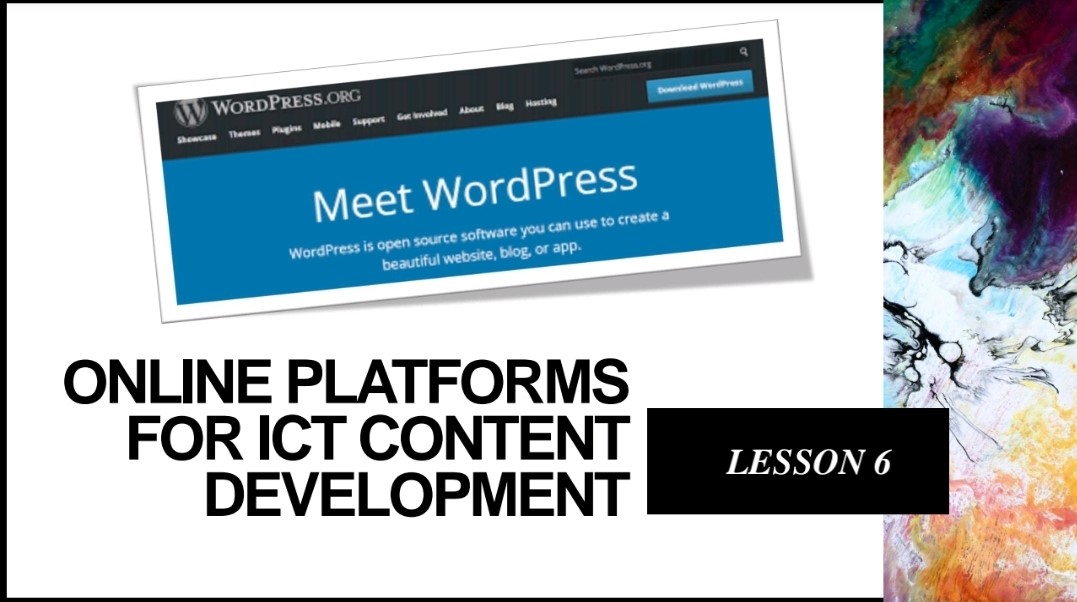 WORDPRESS.ORG
Search WordPress.org
Showcase Themes Plugins Mobile Support Get Involved About Blog Hosting
Download WordPress
Meet WordPress
WordPress is open source software you can use to create a
beautiful website, blog, or app.
ONLINE PLATFORMS
FOR ICT CONTENT
DEVELOPMENT
LESSON 6